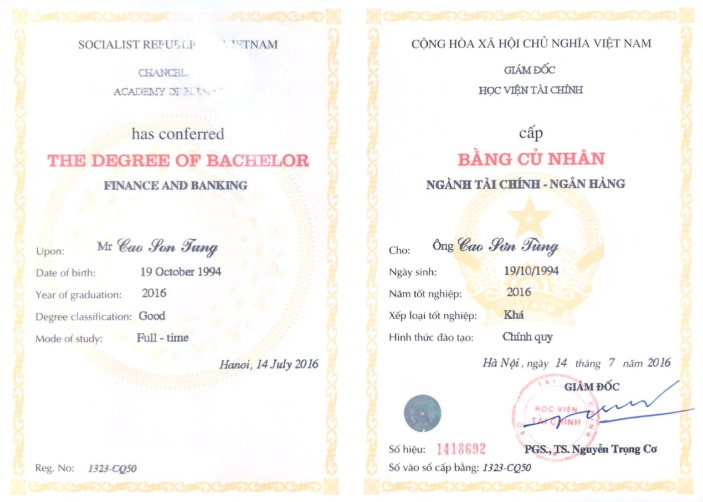 SOCIALIST REPUBLI VIETNAM
CHANCEL
ACADEMY OF
has conferred
THE DEGREE OF BACHELOR
FINANCE AND BANKING
Upon: Mr Cao Son Tung
Date of birth: 19 October 1994
Year of graduation: 2016
Degree classification: Good
Mode of study: Full - time
Hanoi, 14 July 2016
Reg. No: 1323-CQ50
CỘNG HÒA XÃ HỘI CHỦ NGHĨA VIỆT NAM
GIÁM ĐỐC
HỌC VIỆN TÀI CHÍNH
cấp
BẰNG CỬ NHÂN
NGÀNH TÀI CHÍNH - NGÂN HÀNG
Cho: Ông Cao Sơn Tùng
Ngày sinh: 19/10/1994
Năm tốt nghiệp: 2016
Xếp loại tốt nghiệp: Khá
Hình thức đào tạo: Chính quy
Hà Nội, ngày 14 tháng 7 năm 2016
GIÁM ĐỐC
HỌC VIỆN
TÀI CHÍNH
Số hiệu: 1418692
PGS., TS. Nguyễn Trọng Cơ
Số vào sổ cấp bằng: 1323-CQ50